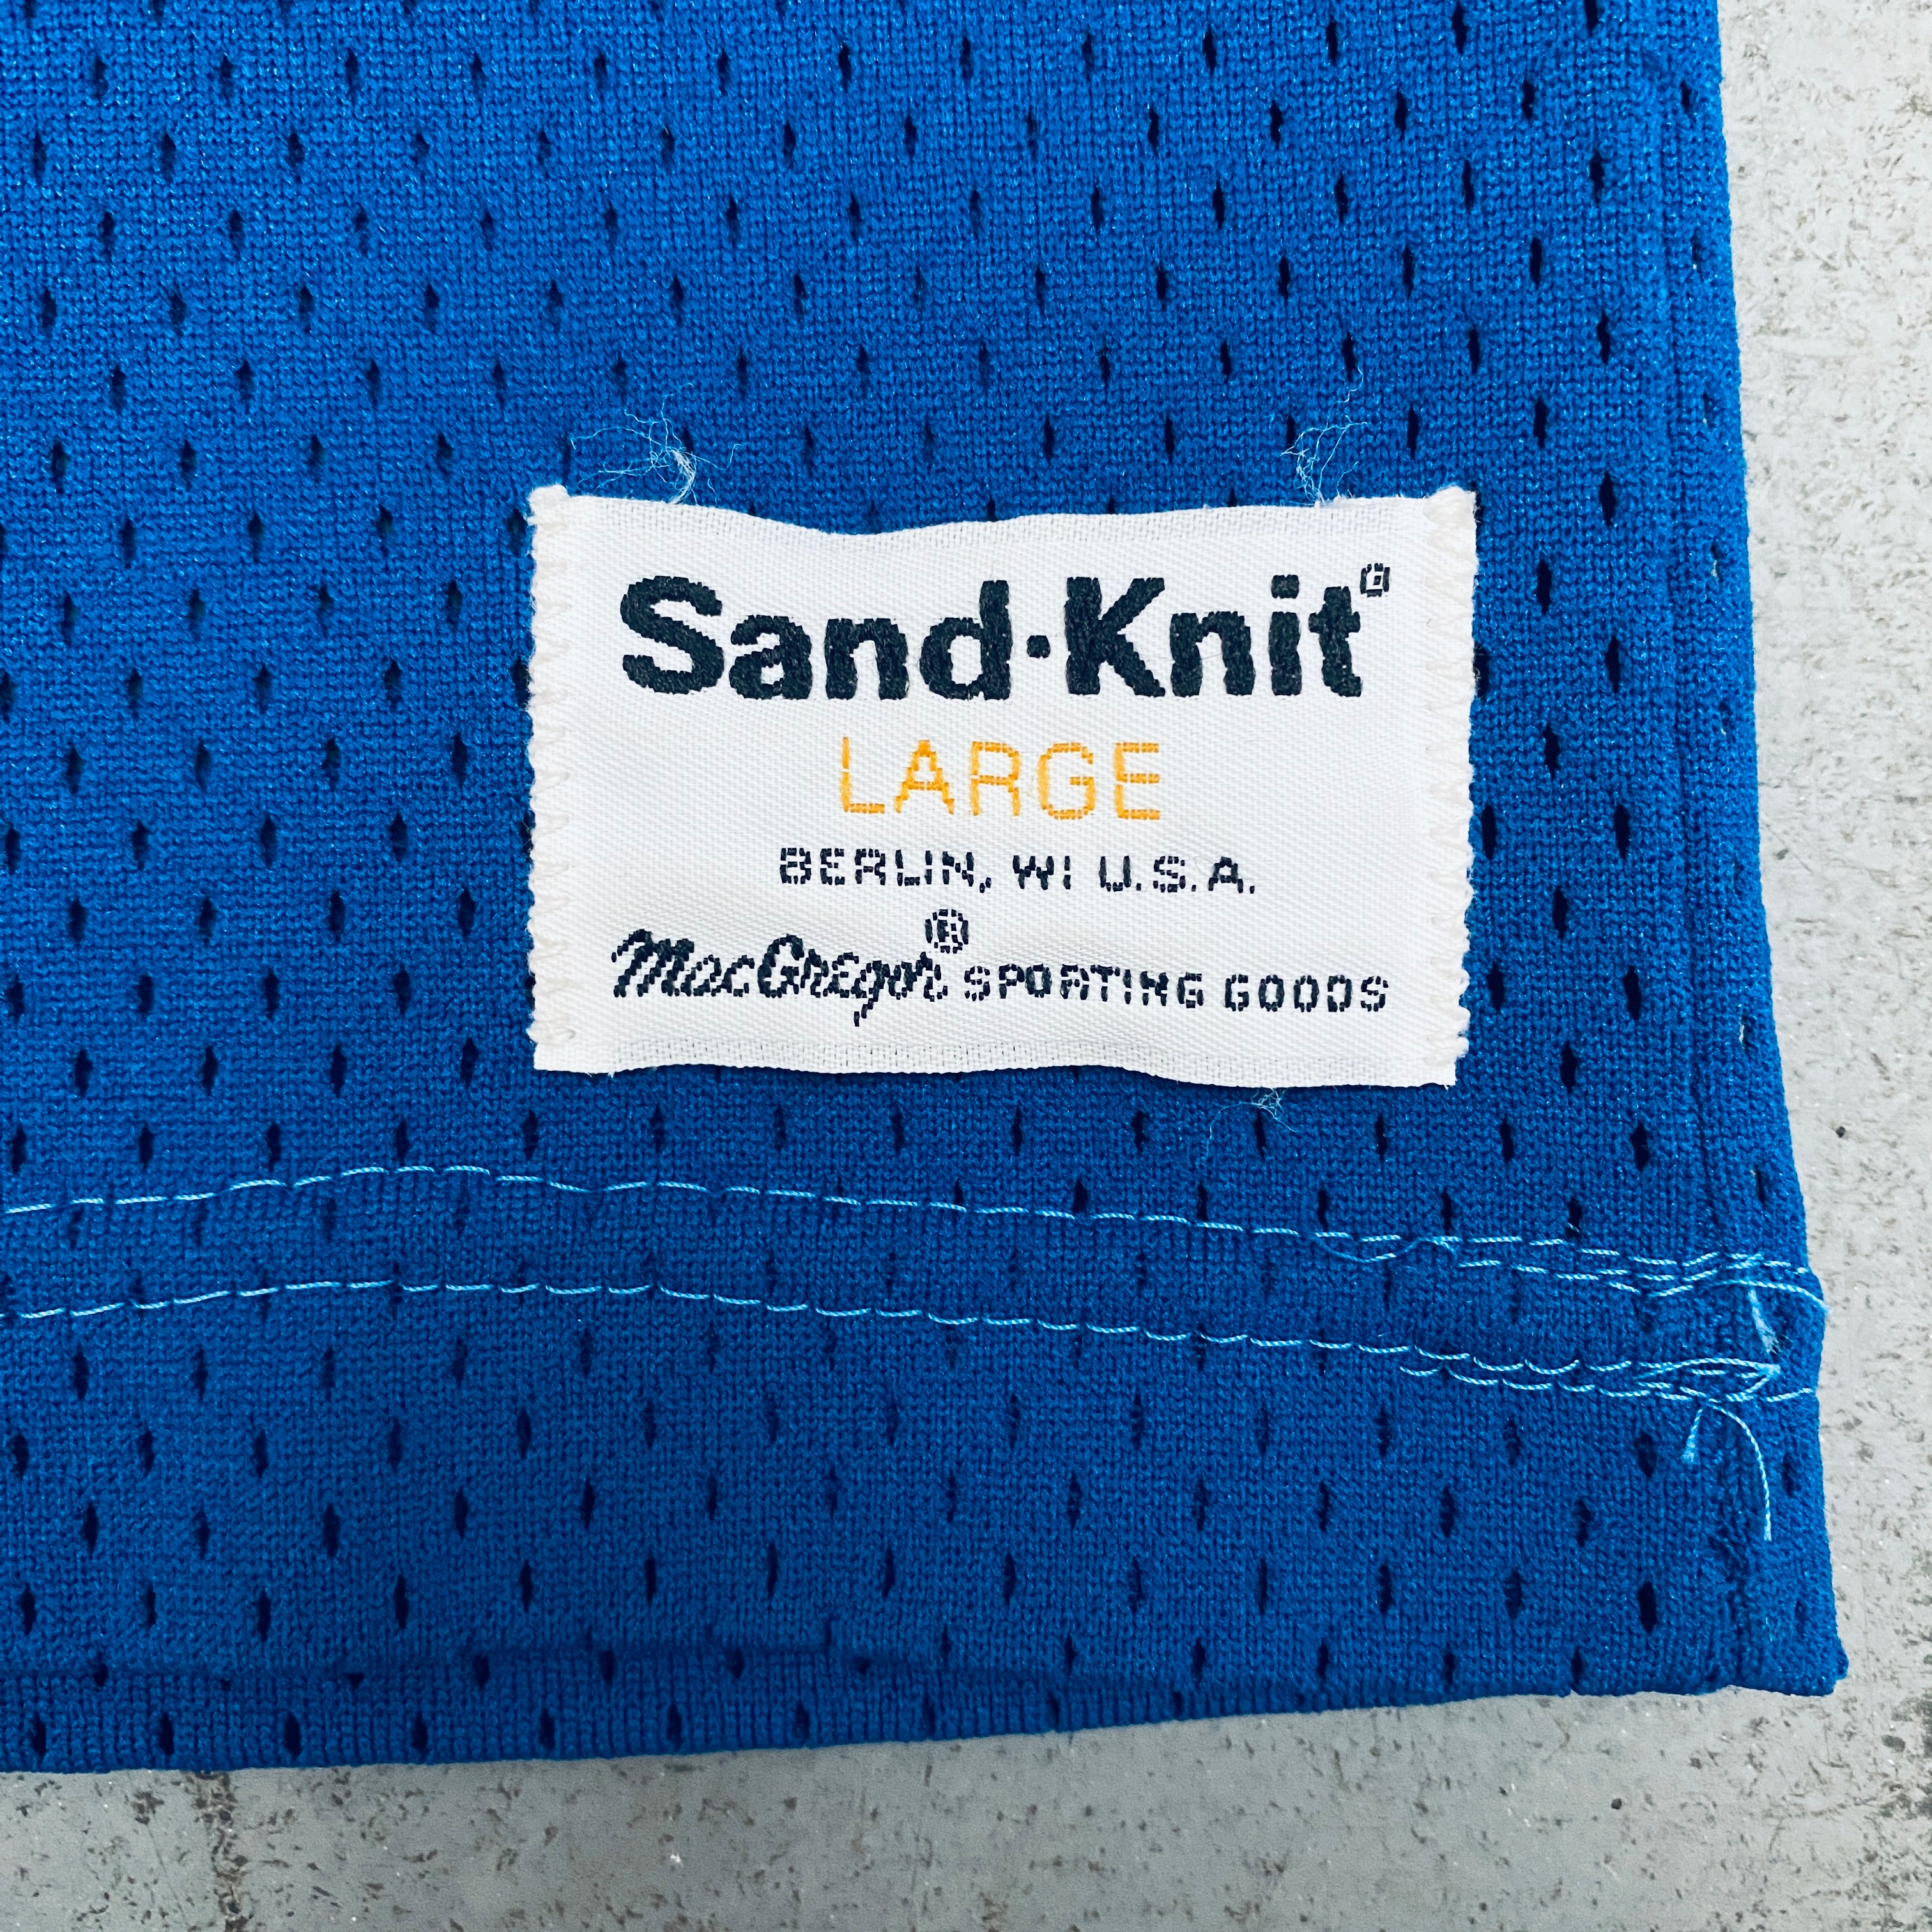 Sand·Knit®
LARGE
BERLIN, WI U.S.A.
MacGregor® SPORTING GOODS